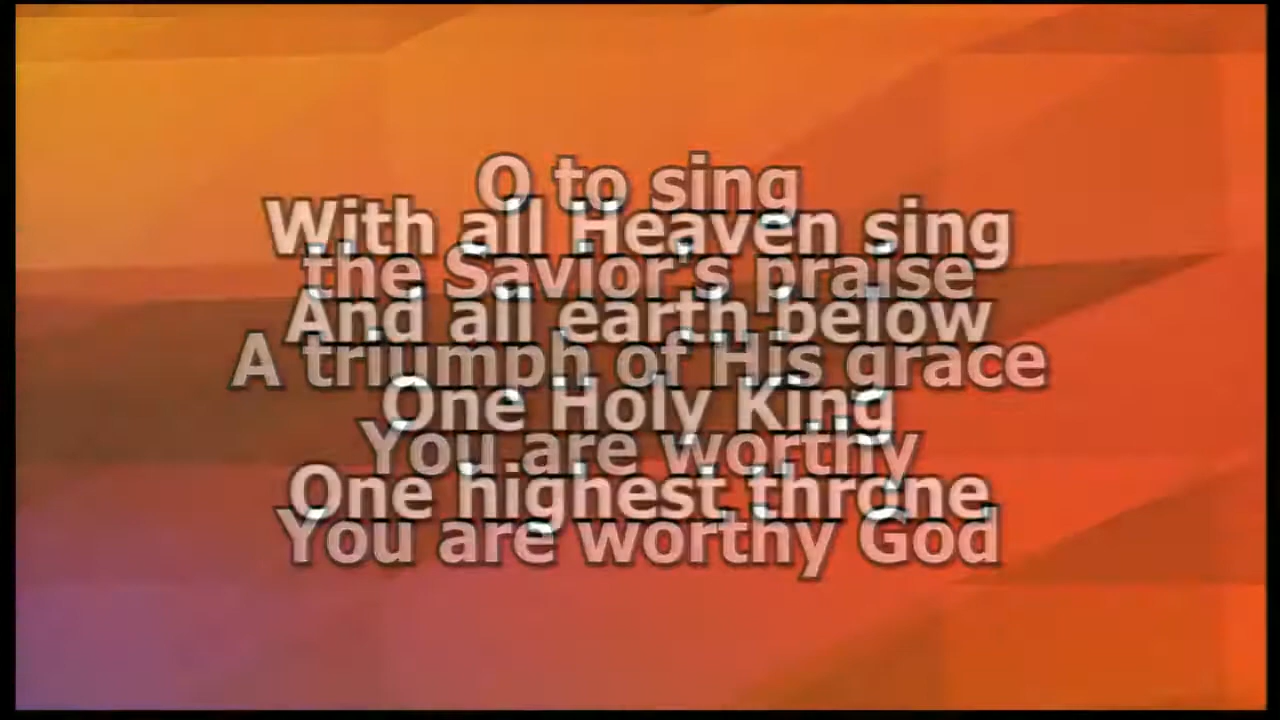 O to sing
With all Heaven sing
the Savior's praise
And all earth below
A triumph of His grace
One Holy King
You are worthy
One highest throne
You are worthy God